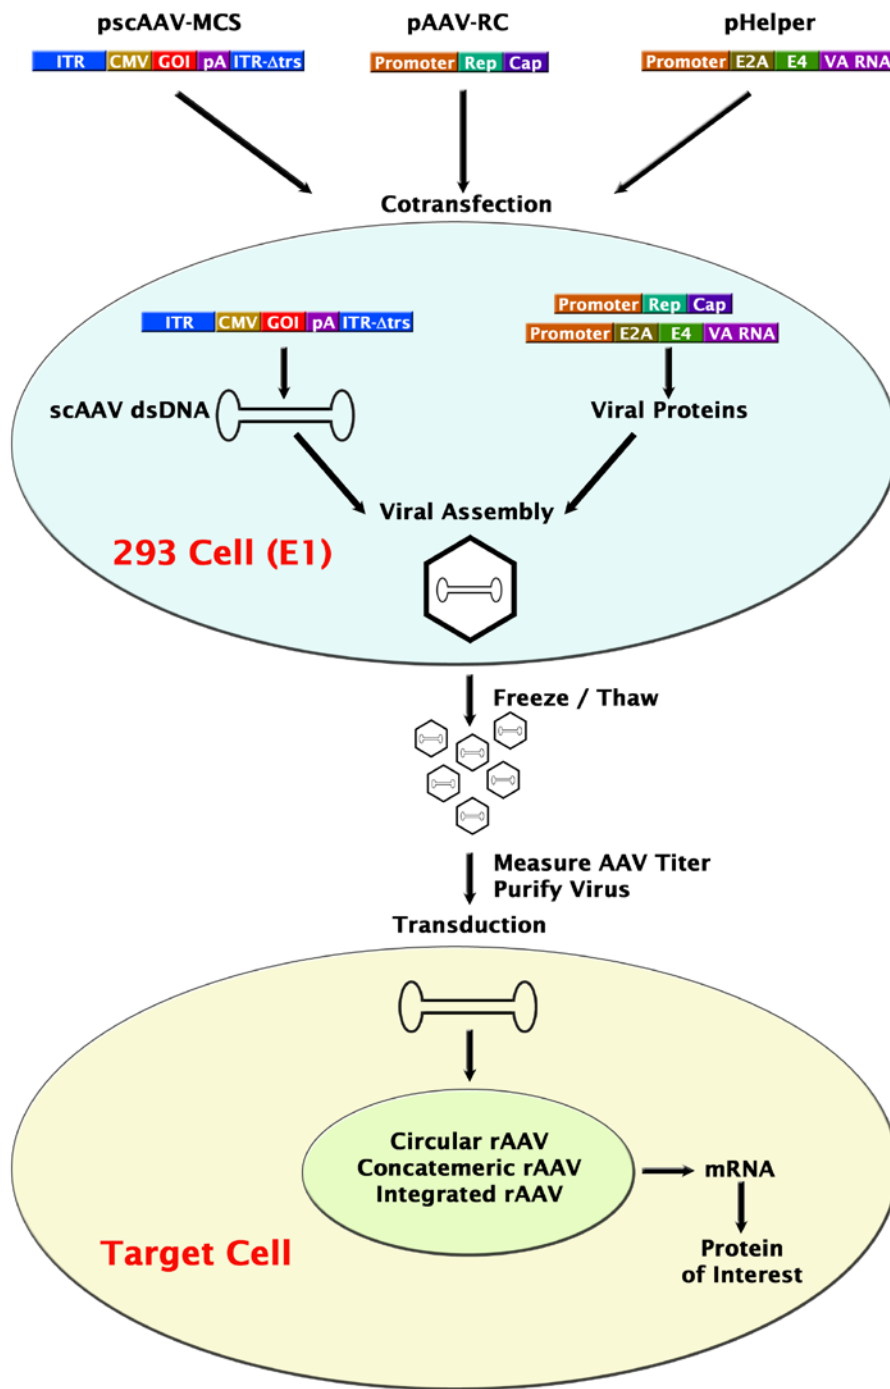 pscAAV-MCS
pAAV-RC
pHelper
ITR CMV GOI pA ITR-Δtrs
Promoter Rep Cap
Promoter E2A E4 VA RNA
Cotransfection
ITR CMV GOI pA ITR-Δtrs
Promoter Rep Cap
Promoter E2A E4 VA RNA
scAAV dsDNA
Viral Proteins
Viral Assembly
293 Cell (E1)
Freeze / Thaw
Measure AAV Titer
Purify Virus
Transduction
Circular rAAV
Concatemeric rAAV
Integrated rAAV
mRNA
Protein
of Interest
Target Cell